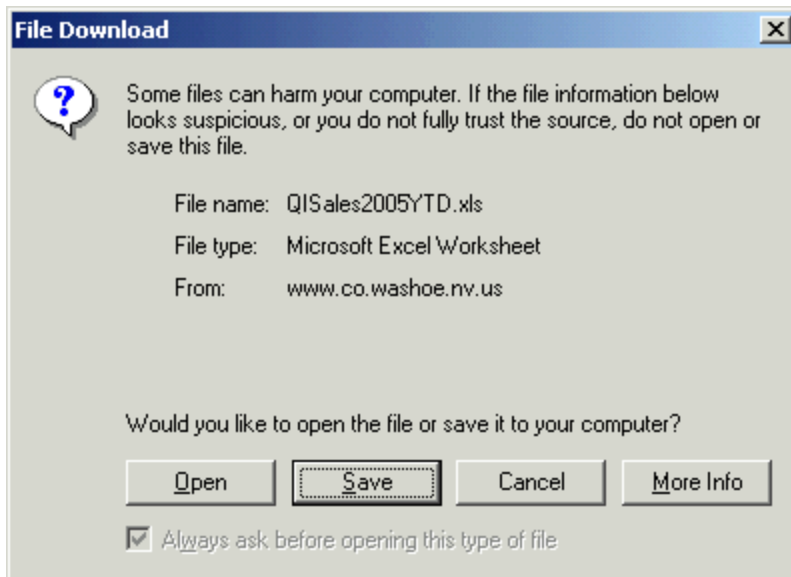 File Download
Some files can harm your computer. If the file information below
looks suspicious, or you do not fully trust the source, do not open or
save this file.
File name: QISales2005YTD.xls
File type: Microsoft Excel Worksheet
From: www.co.washoe.nv.us
Would you like to open the file or save it to your computer?
Open Save Cancel More Info
Always ask before opening this type of file